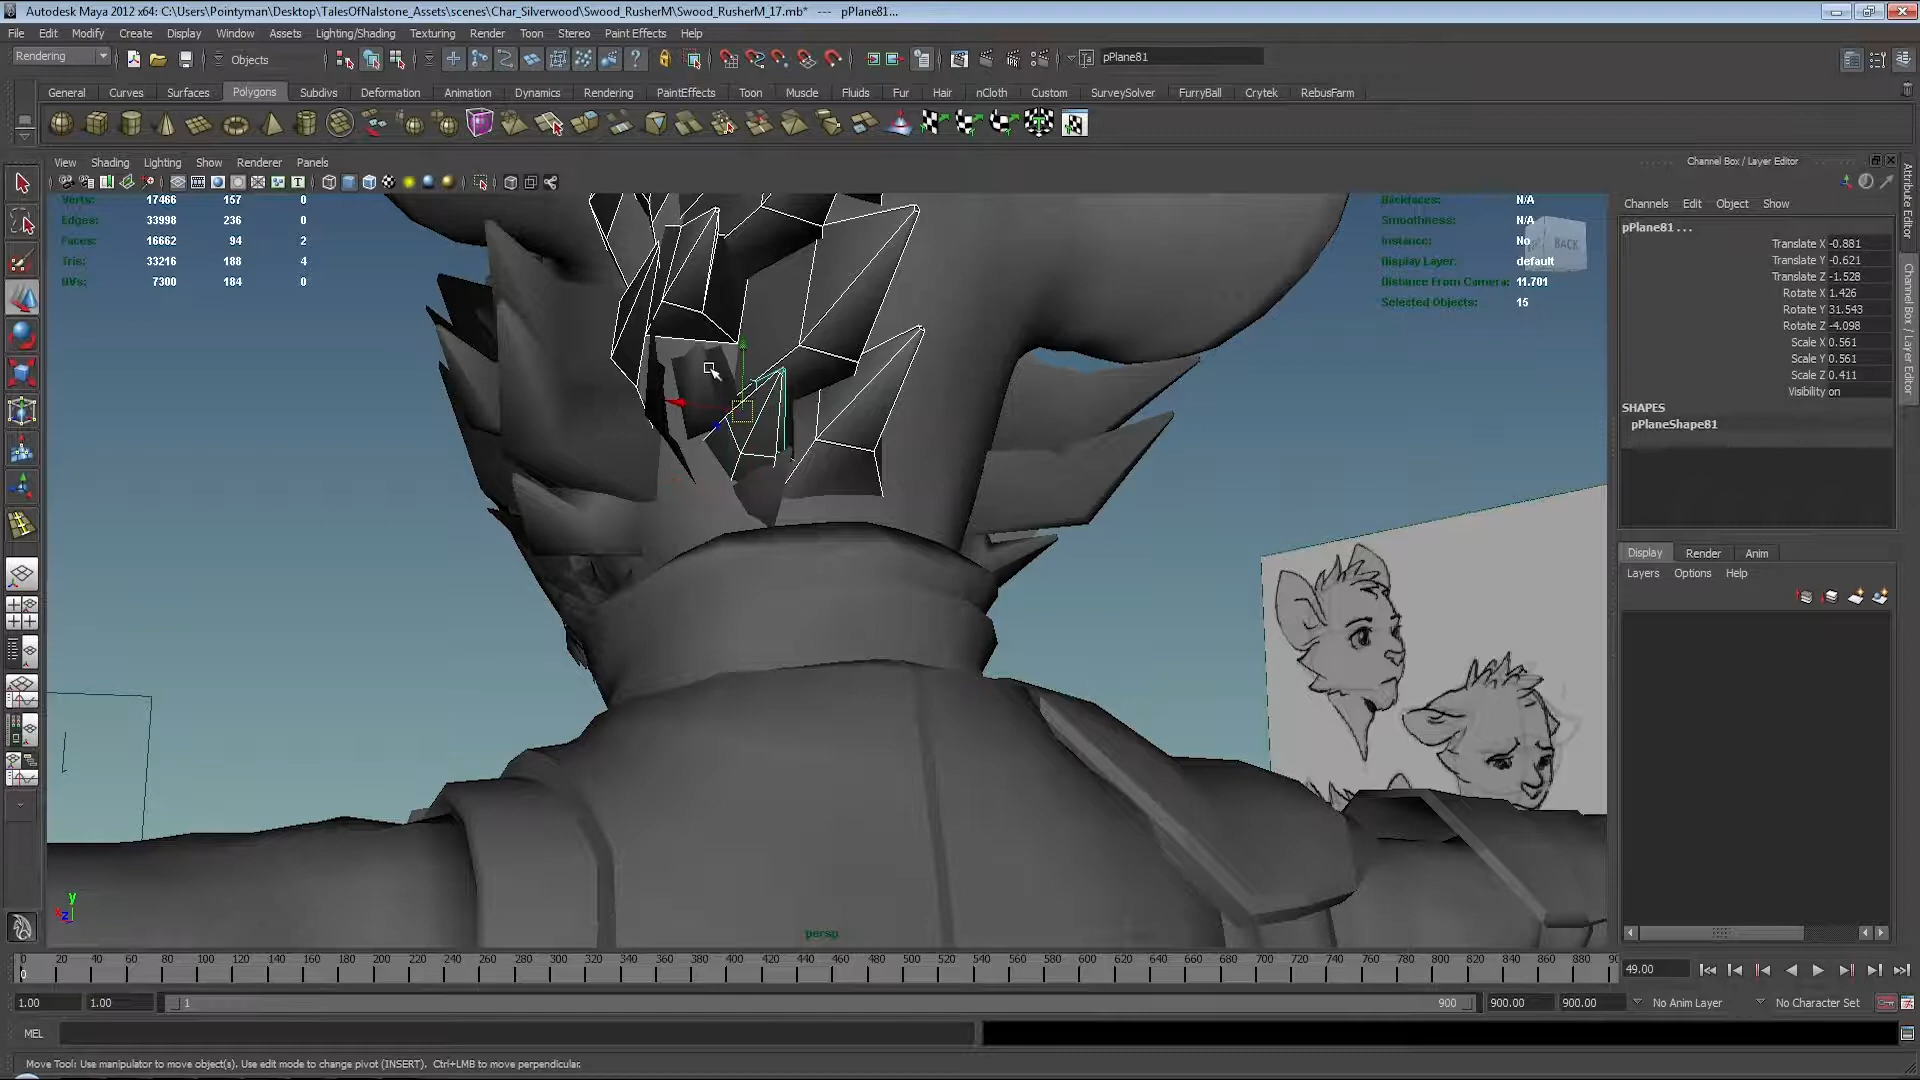 Autodesk Maya 2012 x64: C:\Users\Pointyman\Desktop\TalesOfNalstone_Assets\scenes\Char_Silverwood\Swood_RusherM\Swood_RusherM_17.mb* --- pPlane81...
File Edit Modify Create Display Window Assets Lighting/Shading Texturing Render Toon Stereo Paint Effects Help
Rendering Objects pPlane81
General Curves Surfaces Polygons Subdivs Deformation Animation Dynamics Rendering PaintEffects Toon Muscle Fluids Fur Hair nCloth Custom SurveySolver FurryBall Crytek RebusFarm
View Shading Lighting Show Renderer Panels
Verts: 17466 157 0
Edges: 33998 236 0
Faces: 16662 94 2
Tris: 33216 188 4
UVs: 7300 184 0
Backfaces: N/A
Smoothness: N/A
Instance: No
Display Layer: default
Distance From Camera: 11.701
Selected Objects: 15
BACK
persp
y
z
Channel Box / Layer Editor
Channels Edit Object Show
pPlane81 ...
Translate X -0.881
Translate Y -0.621
Translate Z -1.528
Rotate X 1.426
Rotate Y 31.543
Rotate Z -4.098
Scale X 0.561
Scale Y 0.561
Scale Z 0.411
Visibility on
SHAPES
pPlaneShape81
Attribute Editor
Channel Box / Layer Editor
Display Render Anim
Layers Options Help
0 20 40 60 80 100 120 140 160 180 200 220 240 260 280 300 320 340 360 380 400 420 440 460 480 500 520 540 560 580 600 620 640 660 680 700 720 740 760 780 800 820 840 860 880 90
0
49.00
1.00 1.00 1 900 900.00 900.00 No Anim Layer No Character Set
MEL
Move Tool: Use manipulator to move object(s). Use edit mode to change pivot (INSERT). Ctrl+LMB to move perpendicular.